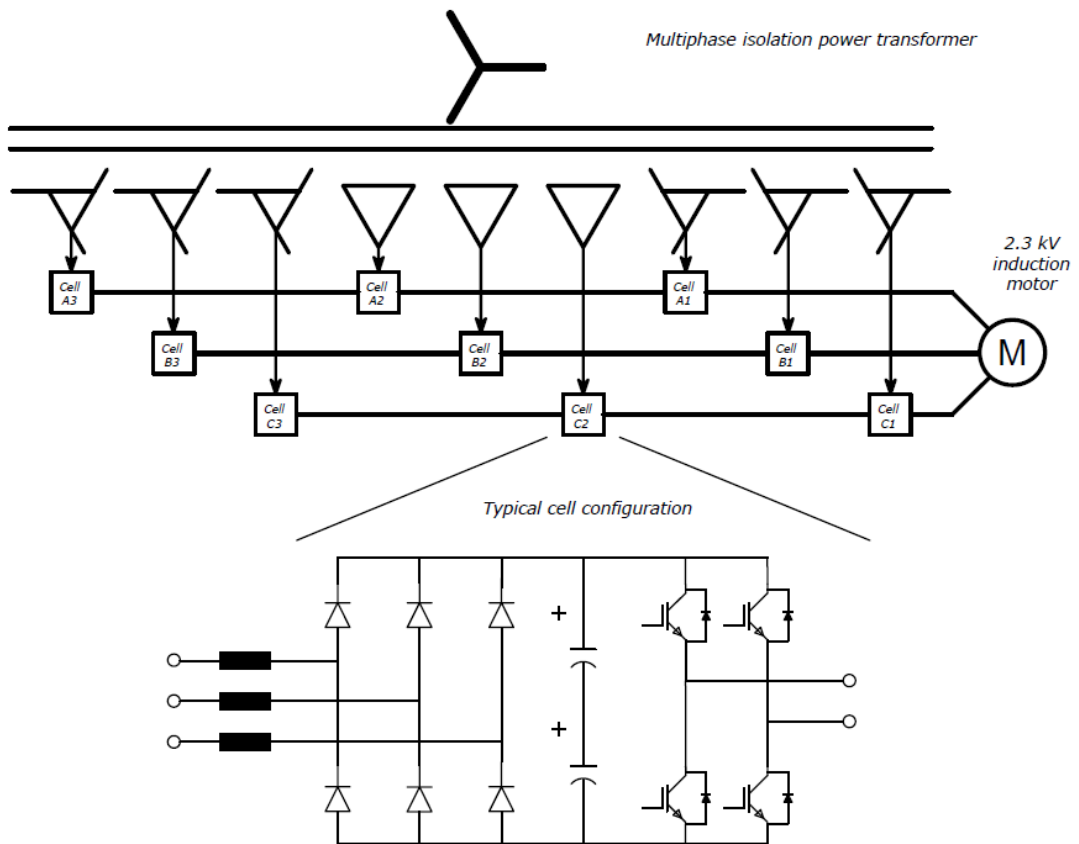 Multiphase isolation power transformer
2.3 kV
induction
motor
Cell
A3
Cell
A2
Cell
A1
Cell
B3
Cell
B2
Cell
B1
M
Cell
C3
Cell
C2
Cell
C1
Typical cell configuration
+
+